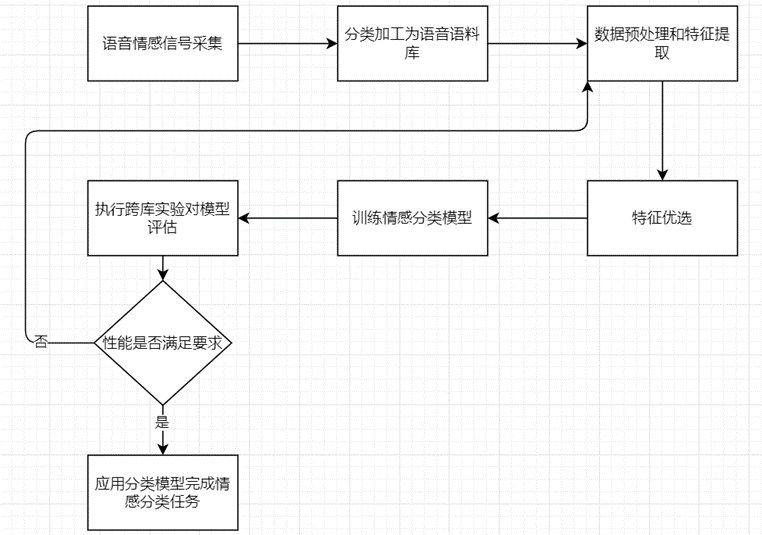 语音情感信号采集
分类加工为语音语料
库
数据预处理和特征提
取
执行跨库实验对模型
评估
训练情感分类模型
特征优选
否
性能是否满足要求
是
应用分类模型完成情
感分类任务